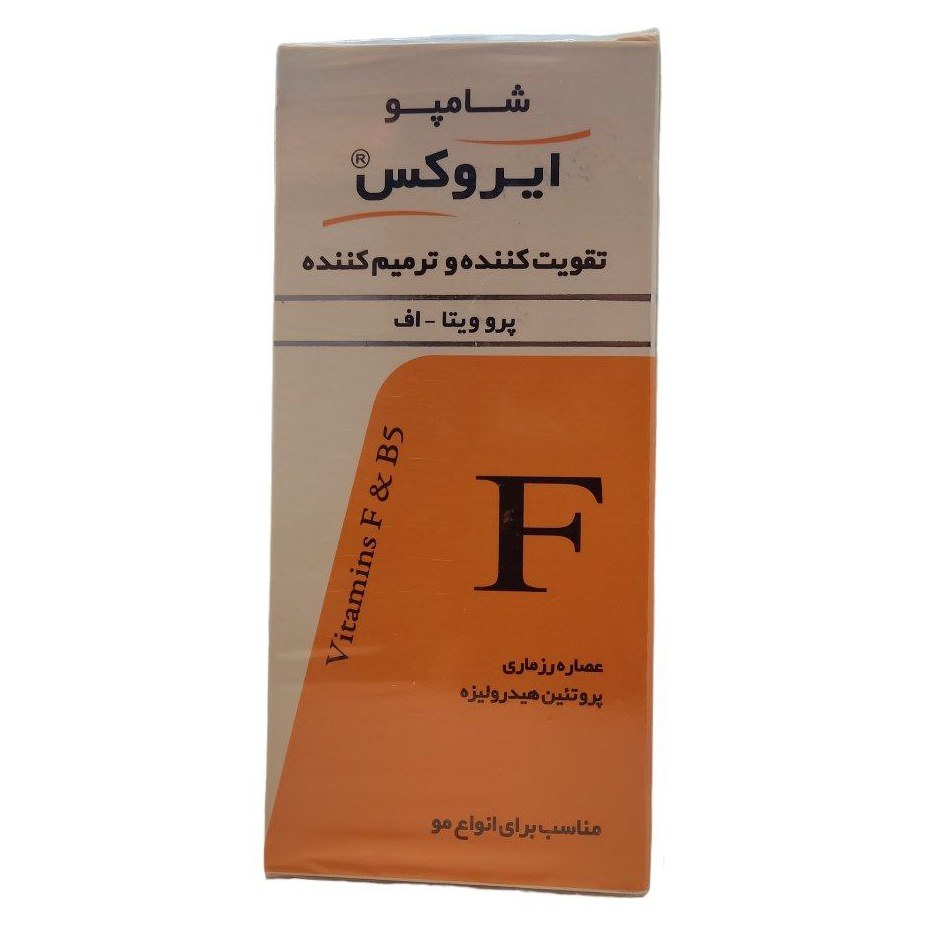 شامپو
ایروکس®
تقویت کننده و ترمیم کننده
پرو ویتا - اف
Vitamins F & B5
F
عصاره رزماری
پروتئین هیدرولیزه
مناسب برای انواع مو